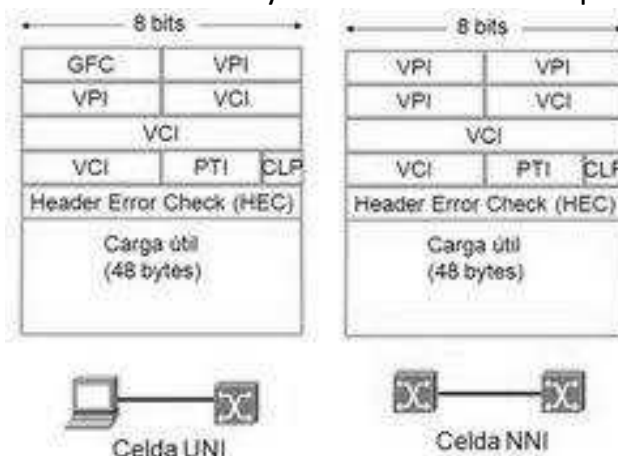 8 bits
GFC VPI
VPI VCI
VCI
VCI PTI CLP
Header Error Check (HEC)
Carga útil
(48 bytes)
Celda UNI
8 bits
VPI VPI
VPI VCI
VCI
VCI PTI CLP
Header Error Check (HEC)
Carga útil
(48 bytes)
Celda NNI